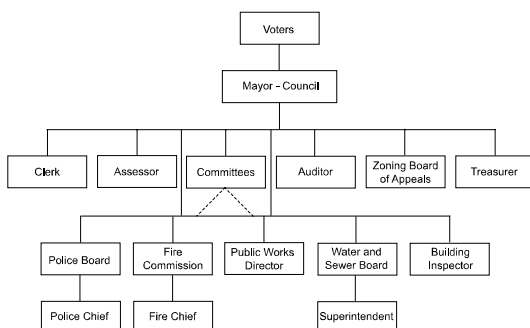 Voters
Mayor – Council
Clerk
Assessor
Committees
Auditor
Zoning Board
of Appeals
Treasurer
Police Board
Fire
Commission
Public Works
Director
Water and
Sewer Board
Building
Inspector
Police Chief
Fire Chief
Superintendent